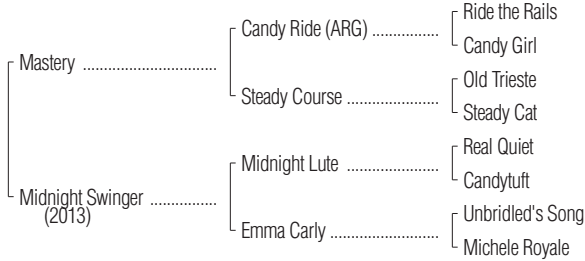 Ride the Rails
Candy Ride (ARG) ................
Candy Girl
Mastery ................................
Old Trieste
Steady Course ......................
Steady Cat
Real Quiet
Midnight Lute ......................
Candytuft
Midnight Swinger ................
(2013)
Unbridled's Song
Emma Carly ..........................
Michele Royale